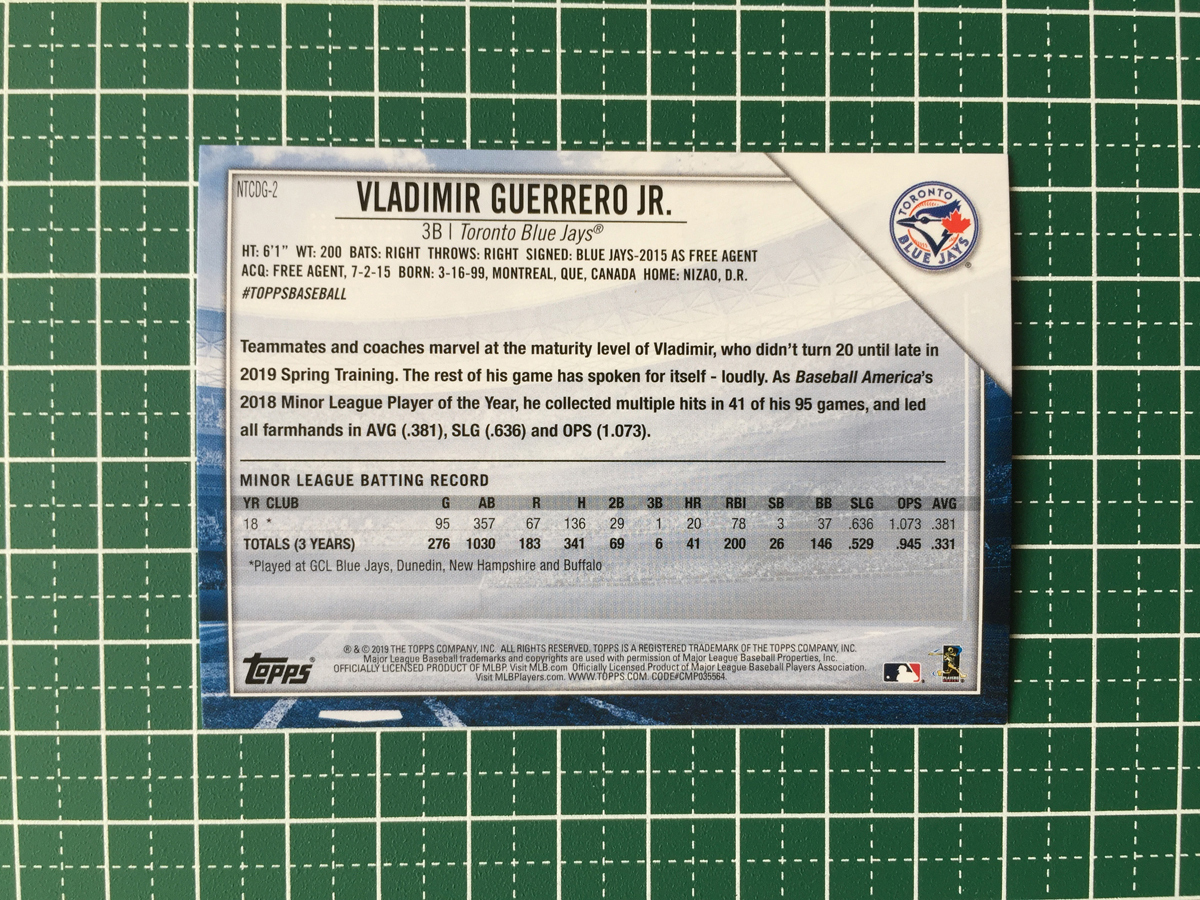 NTCDG-2
VLADIMIR GUERRERO JR.
3B | Toronto Blue Jays®
TORONTO
BLUE JAYS
®
HT: 6'1" WT: 200 BATS: RIGHT THROWS: RIGHT SIGNED: BLUE JAYS-2015 AS FREE AGENT
ACQ: FREE AGENT, 7-2-15 BORN: 3-16-99, MONTREAL, QUE, CANADA HOME: NIZAO, D.R.
#TOPPSBASEBALL
Teammates and coaches marvel at the maturity level of Vladimir, who didn't turn 20 until late in
2019 Spring Training. The rest of his game has spoken for itself - loudly. As Baseball America's
2018 Minor League Player of the Year, he collected multiple hits in 41 of his 95 games, and led
all farmhands in AVG (.381), SLG (.636) and OPS (1.073).
MINOR LEAGUE BATTING RECORD
YR CLUB G AB R H 2B 3B HR RBI SB BB SLG OPS AVG
18 * 95 357 67 136 29 1 20 78 3 37 .636 1.073 .381
TOTALS (3 YEARS) 276 1030 183 341 69 6 41 200 26 146 .529 .945 .331
*Played at GCL Blue Jays, Dunedin, New Hampshire and Buffalo
® & © 2019 THE TOPPS COMPANY, INC. ALL RIGHTS RESERVED. TOPPS IS A REGISTERED TRADEMARK OF THE TOPPS COMPANY, INC.
Major League Baseball trademarks and copyrights are used with permission of Major League Baseball Properties, Inc.
OFFICIALLY LICENSED PRODUCT OF MLBP Visit MLB.com Officially Licensed Product of Major League Baseball Players Association.
Visit MLBPlayers.com. WWW.TOPPS.COM. CODE#CMP035564.
topps®